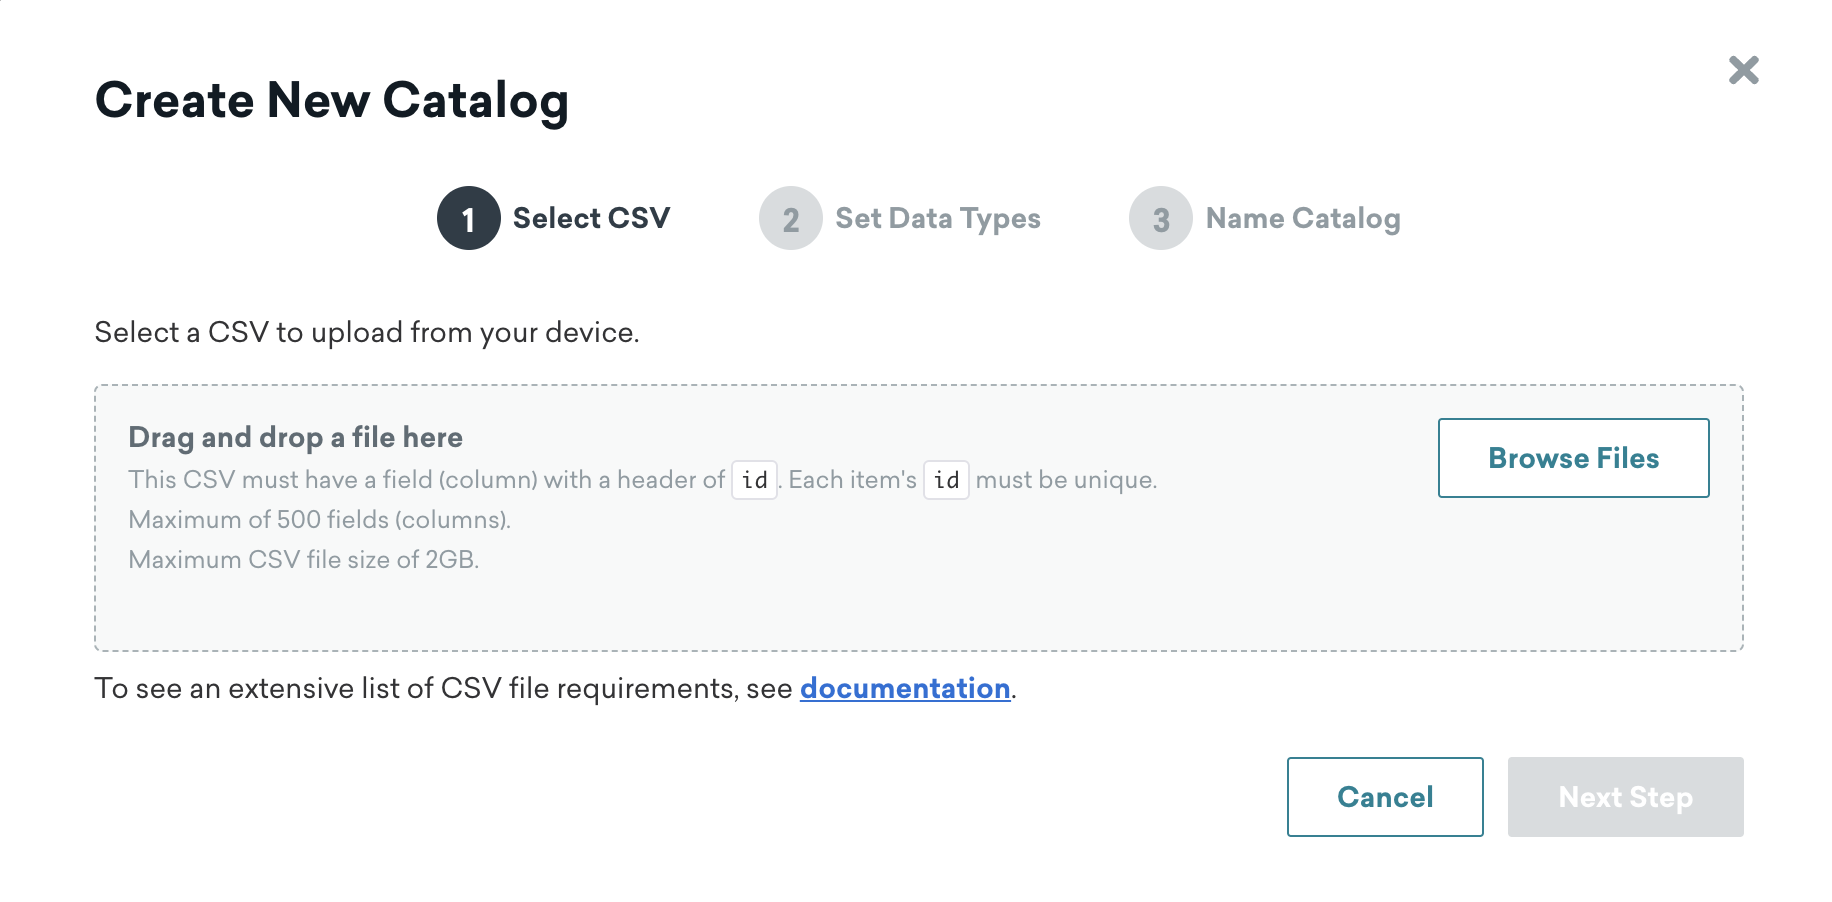 Create New Catalog
1 Select CSV 2 Set Data Types 3 Name Catalog
Select a CSV to upload from your device.
Drag and drop a file here
Browse Files
This CSV must have a field (column) with a header of id. Each item's id must be unique.
Maximum of 500 fields (columns).
Maximum CSV file size of 2GB.
To see an extensive list of CSV file requirements, see documentation.
Cancel Next Step